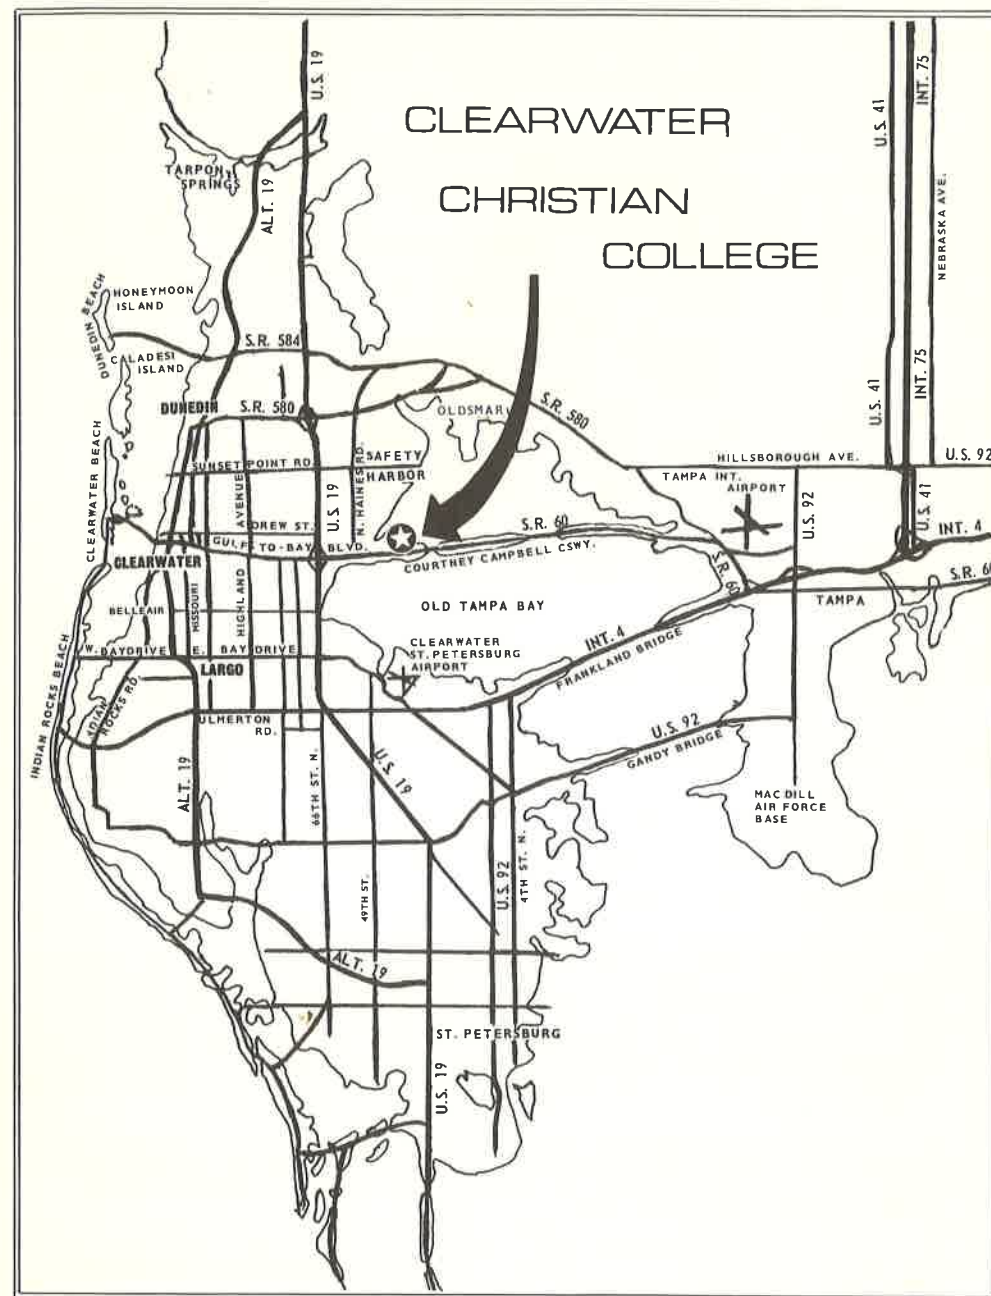 CLEARWATER
CHRISTIAN
COLLEGE
U.S. 19
U.S. 41
INT. 75
NEBRASKA AVE.
TARPON
SPRINGS
ALT. 19
DUNEDIN BEACH
HONEYMOON
ISLAND
S.R. 584
CALADESI
ISLAND
U.S. 41
INT. 75
DUNEDIN
S.R. 580
OLDSMAR
S.R. 580
CLEARWATER BEACH
SUNSET POINT RD.
N. HAINES RD.
SAFETY
HARBOR
HILLSBOROUGH AVE.
U.S. 92
TAMPA INT.
AIRPORT
U.S. 92
U.S. 41
INT. 4
U.S 19
HIGHLAND AVENUE
DREW ST.
GULF-TO-BAY BLVD.
S.R. 60
COURTNEY CAMPBELL CSWY.
S.R. 60
S.R. 60
CLEARWATER
MISSOURI
BELLEAIR
OLD TAMPA BAY
TAMPA
CLEARWATER
ST. PETERSBURG
AIRPORT
INT. 4
FRANKLAND BRIDGE
W. BAYDRIVE
E. BAY DRIVE
LARGO
INDIAN ROCKS BEACH
INDIAN ROCKS RD.
ULMERTON
RD.
U.S. 92
GANDY BRIDGE
ALT. 19
66TH ST. N.
U.S. 19
MAC DILL
AIR FORCE
BASE
49TH ST.
U.S. 92
4TH ST. N.
ALT. 19
ST. PETERSBURG
U.S. 19